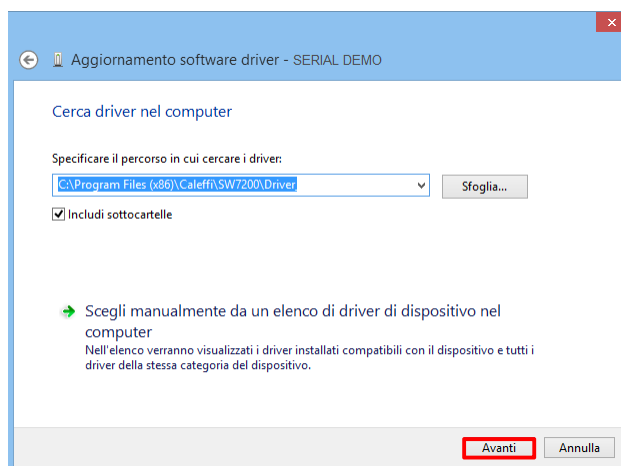 Aggiornamento software driver - SERIAL DEMO
Cerca driver nel computer
Specificare il percorso in cui cercare i driver:
C:\Program Files (x86)\Caleffi\SW7200\Driver
Sfoglia...
Includi sottocartelle
Scegli manualmente da un elenco di driver di dispositivo nel
computer
Nell'elenco verranno visualizzati i driver installati compatibili con il dispositivo e tutti i
driver della stessa categoria del dispositivo.
Avanti
Annulla